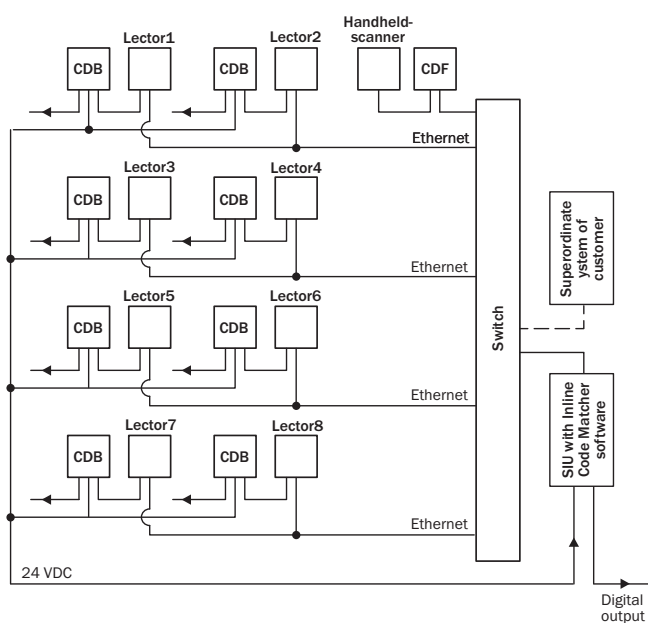 Handheld-
scanner
Lector1
Lector2
CDB
CDB
CDF
Ethernet
Lector3
Lector4
CDB
CDB
Ethernet
Superordinate
ystem of
customer
Lector5
Lector6
CDB
CDB
Switch
Ethernet
SIU with Inline
Code Matcher
software
Lector7
Lector8
CDB
CDB
Ethernet
24 VDC
Digital
output